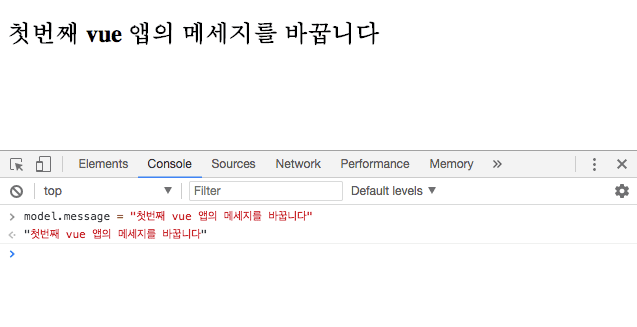 첫번째 vue 앱의 메세지를 바꿉니다
Elements Console Sources Network Performance Memory »
top ▼ Filter Default levels ▼
> model.message = "첫번째 vue 앱의 메세지를 바꿉니다"
< "첫번째 vue 앱의 메세지를 바꿉니다"
>